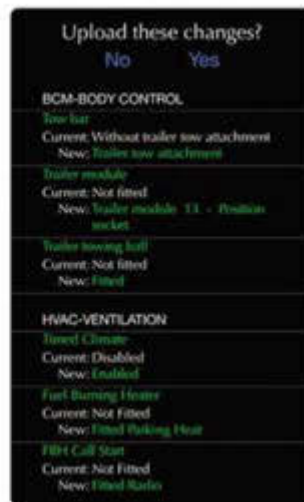 Upload these changes?
No Yes
BCM-BODY CONTROL
Tow bar
Current: Without trailer tow attachment
New: Trailer tow attachment
Trailer module
Current: Not fitted
New: Trailer module 13 - Position
socket
Trailer towing
Current: Not fitted
New: Fitted
HVAC-VENTILATION
Timed Climate
Current: Disabled
New: Enabled
Fuel Burning Heater
Current: Not Fitted
New: Fitted Parking Heat
FBH Call Start
Current: Not Fitted
New: Fitted Radio